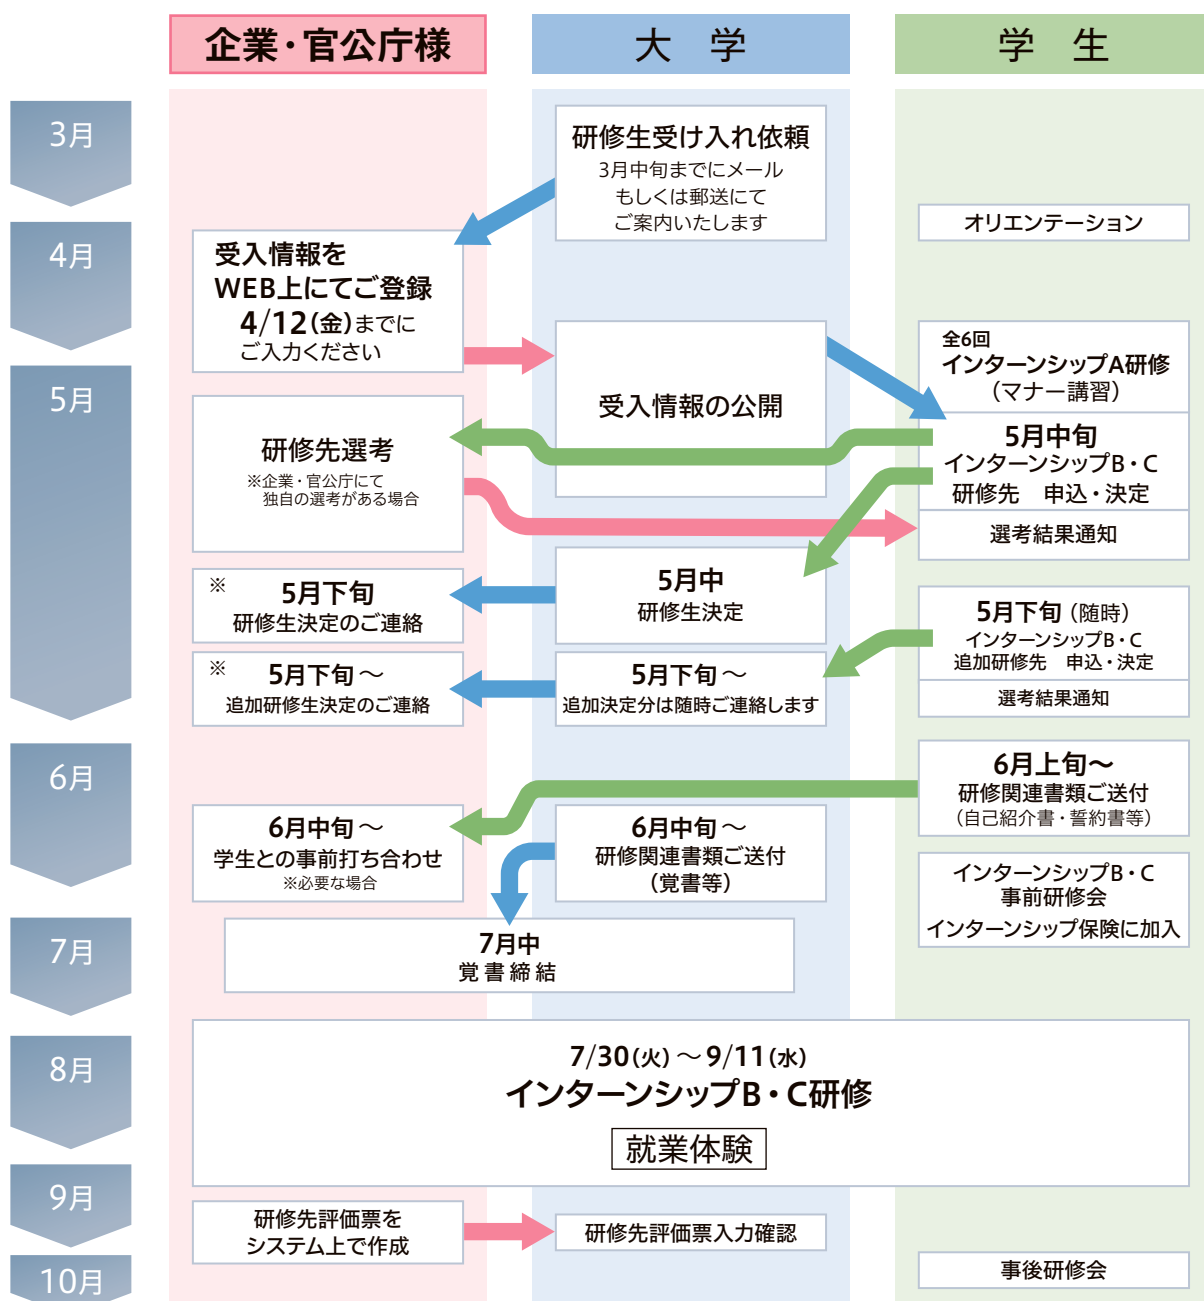 企業・官公庁様
大 学
学 生
3月
研修生受け入れ依頼
3月中旬までにメール
もしくは郵送にて
ご案内いたします
オリエンテーション
4月
受入情報を
WEB上にてご登録
4/12(金)までに
ご入力ください
受入情報の公開
全6回
インターンシップA研修
(マナー講習)
5月
研修先選考
※企業・官公庁にて
独自の選考がある場合
5月中旬
インターンシップB・C
研修先 申込・決定
選考結果通知
※
5月下旬
研修生決定のご連絡
5月中
研修生決定
5月下旬(随時)
インターンシップB・C
追加研修先 申込・決定
選考結果通知
※
5月下旬～
追加研修生決定のご連絡
5月下旬～
追加決定分は随時ご連絡します
6月
6月上旬～
研修関連書類ご送付
(自己紹介書・誓約書等)
6月中旬～
学生との事前打ち合わせ
※必要な場合
6月中旬～
研修関連書類ご送付
(覚書等)
インターンシップB・C
事前研修会
インターンシップ保険に加入
7月
7月中
覚書締結
8月
7/30(火)～9/11(水)
インターンシップB・C研修
就業体験
9月
研修先評価票を
システム上で作成
研修先評価票入力確認
10月
事後研修会